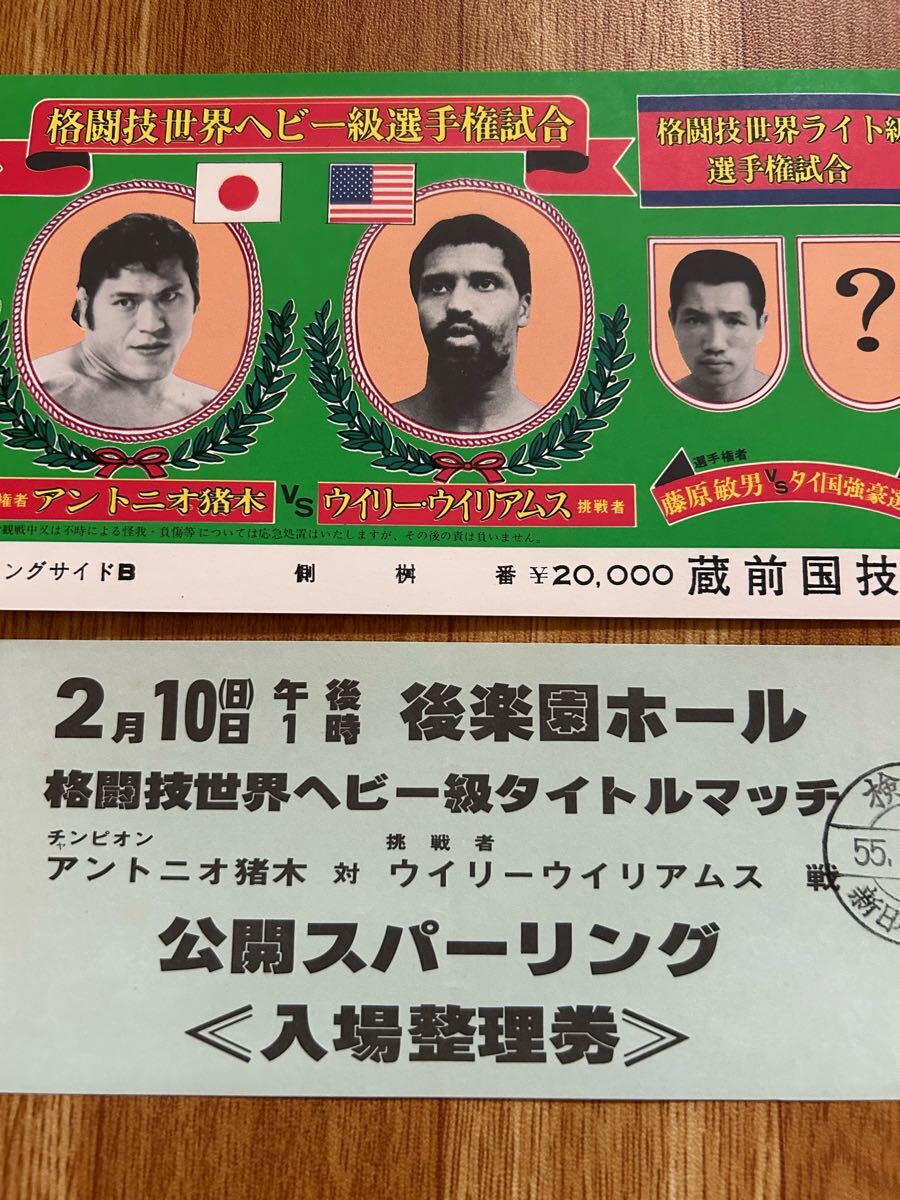 格闘技世界ヘビー級選手権試合
格闘技世界ライト級
選手権試合
?
権者 アントニオ猪木 VS ウイリー・ウイリアムス 挑戦者
選手権者
藤原敏男 VS タイ国強豪選
観戦中又は不時による怪我・負傷等については応急処置はいたしますが、その後の責は負いません。
ングサイドB 側 桝 番 ¥20,000 蔵前国技
2月10日(日) 午後1時 後楽園ホール
格闘技世界ヘビー級タイトルマッチ
チャンピオン 挑戦者
アントニオ猪木 対 ウイリーウイリアムス 戦
公開スパーリング
≪入場整理券≫
検
55.
新日